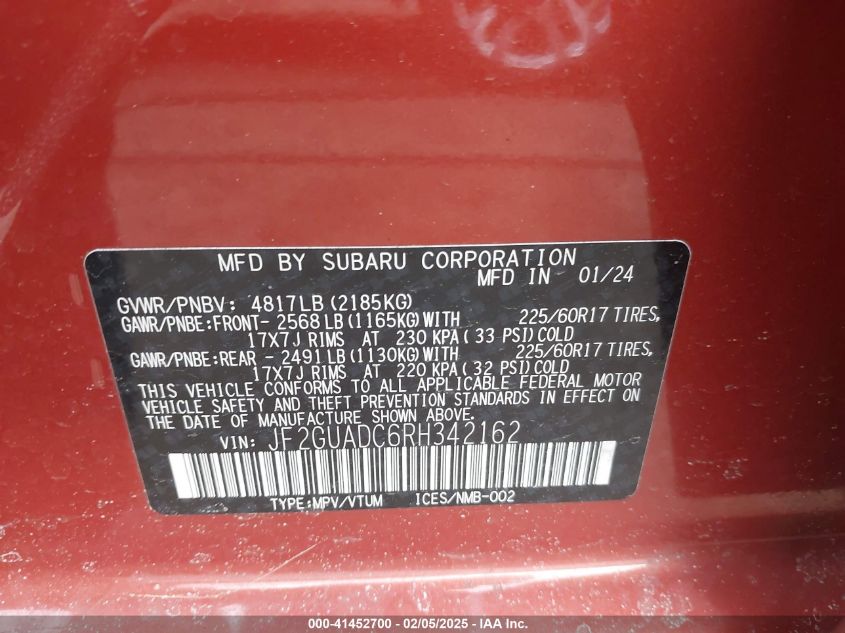 MFD BY SUBARU CORPORATION
MFD IN 01/24
GVWR/PNBV: 4817LB (2185KG)
GAWR/PNBE:FRONT- 2568 LB (1165KG) WITH 225/60R17 TIRES,
17X7J RIMS AT 230 KPA ( 33 PSI) COLD
GAWR/PNBE:REAR - 2491 LB (1130KG) WITH 225/60R17 TIRES,
17X7J RIMS AT 220 KPA ( 32 PSI) COLD
THIS VEHICLE CONFORMS TO ALL APPLICABLE FEDERAL MOTOR
VEHICLE SAFETY AND THEFT PREVENTION STANDARDS IN EFFECT ON
THE DATE OF MANUFACTURE SHOWN ABOVE.
VIN: JF2GUADC6RH342162
TYPE:MPV/VTUM ICES/NMB-002
000-41452700 - 02/05/2025 - IAA Inc.